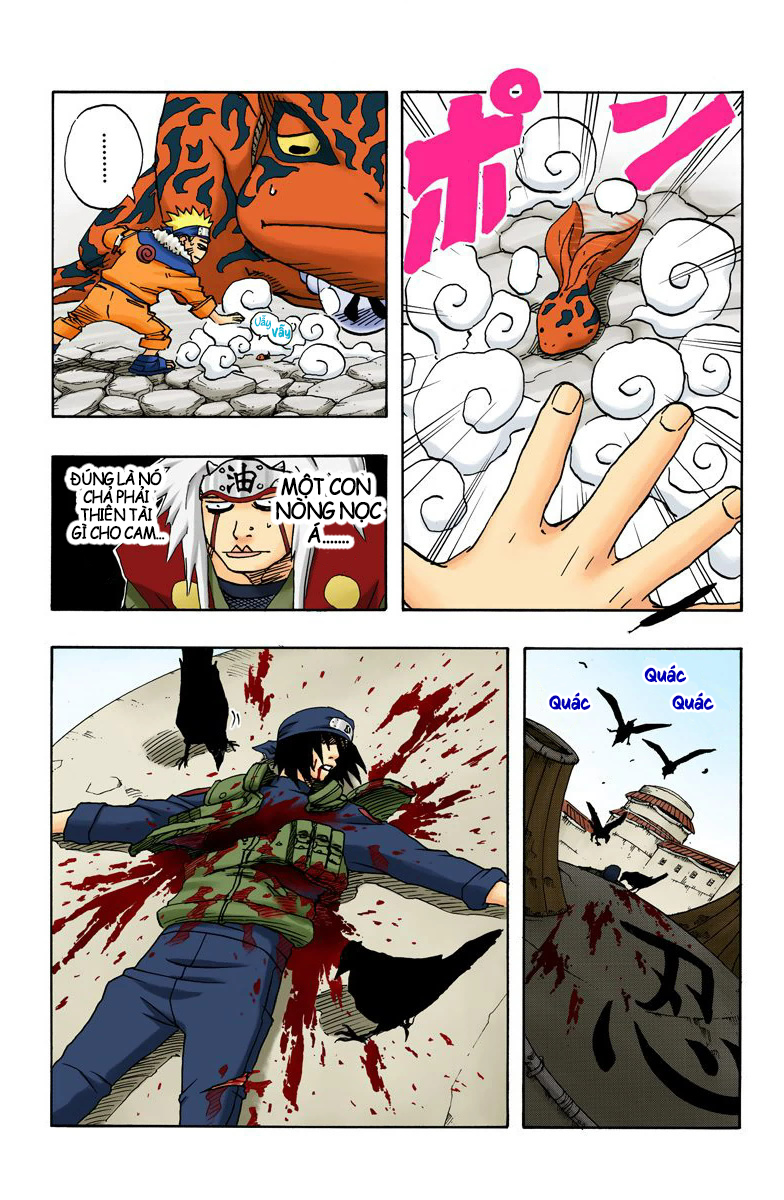 ポン
.........
Uẫy
Vẫy
MỘT CON
NÒNG NỌC
Á.......
ĐÚNG LÀ NÓ
CHẢ PHẢI
THIÊN TÀI
GÌ CHO CAM...
油
Quác
Quác
Quác
忍